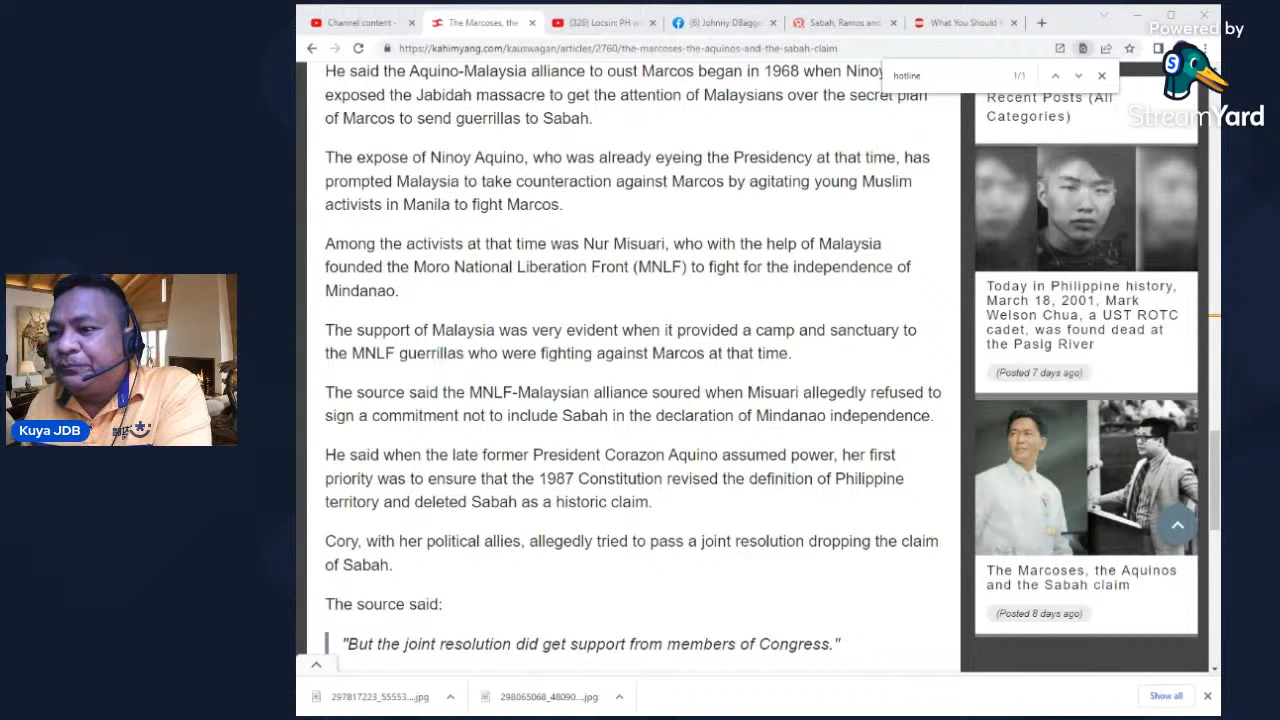 Channel content -
The Marcoses, the
(326) Locsin: PH w
(6) Johnny DBagge
Sabah, Ramos and
What You Should
https://kahimyang.com/kauswagan/articles/2760/the-marcoses-the-aquinos-and-the-sabah-claim
Powered by
StreamYard
hotline
1/1
He said the Aquino-Malaysia alliance to oust Marcos began in 1968 when Ninoy
exposed the Jabidah massacre to get the attention of Malaysians over the secret plan
of Marcos to send guerrillas to Sabah.
The expose of Ninoy Aquino, who was already eyeing the Presidency at that time, has
prompted Malaysia to take counteraction against Marcos by agitating young Muslim
activists in Manila to fight Marcos.
Among the activists at that time was Nur Misuari, who with the help of Malaysia
founded the Moro National Liberation Front (MNLF) to fight for the independence of
Mindanao.
The support of Malaysia was very evident when it provided a camp and sanctuary to
the MNLF guerrillas who were fighting against Marcos at that time.
The source said the MNLF-Malaysian alliance soured when Misuari allegedly refused to
sign a commitment not to include Sabah in the declaration of Mindanao independence.
He said when the late former President Corazon Aquino assumed power, her first
priority was to ensure that the 1987 Constitution revised the definition of Philippine
territory and deleted Sabah as a historic claim.
Cory, with her political allies, allegedly tried to pass a joint resolution dropping the claim
of Sabah.
The source said:
"But the joint resolution did get support from members of Congress."
Recent Posts (All
Categories)
Today in Philippine history,
March 18, 2001, Mark
Welson Chua, a UST ROTC
cadet, was found dead at
the Pasig River
(Posted 7 days ago)
The Marcoses, the Aquinos
and the Sabah claim
(Posted 8 days ago)
Kuya JDB
297817223_55553....jpg
298065068_48090....jpg
Show all